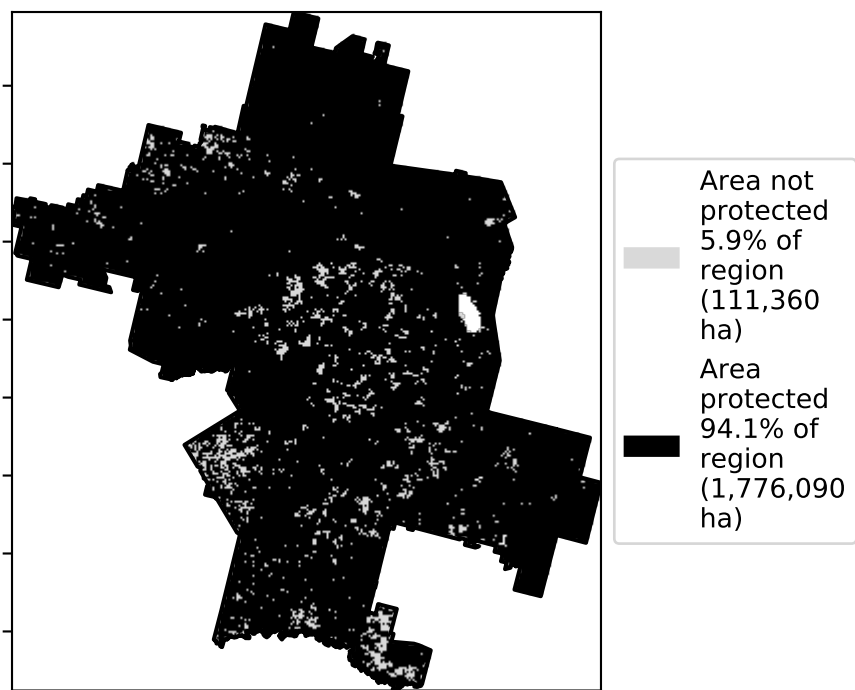 Area not
protected
5.9% of
region
(111,360
ha)
Area
protected
94.1% of
region
(1,776,090
ha)